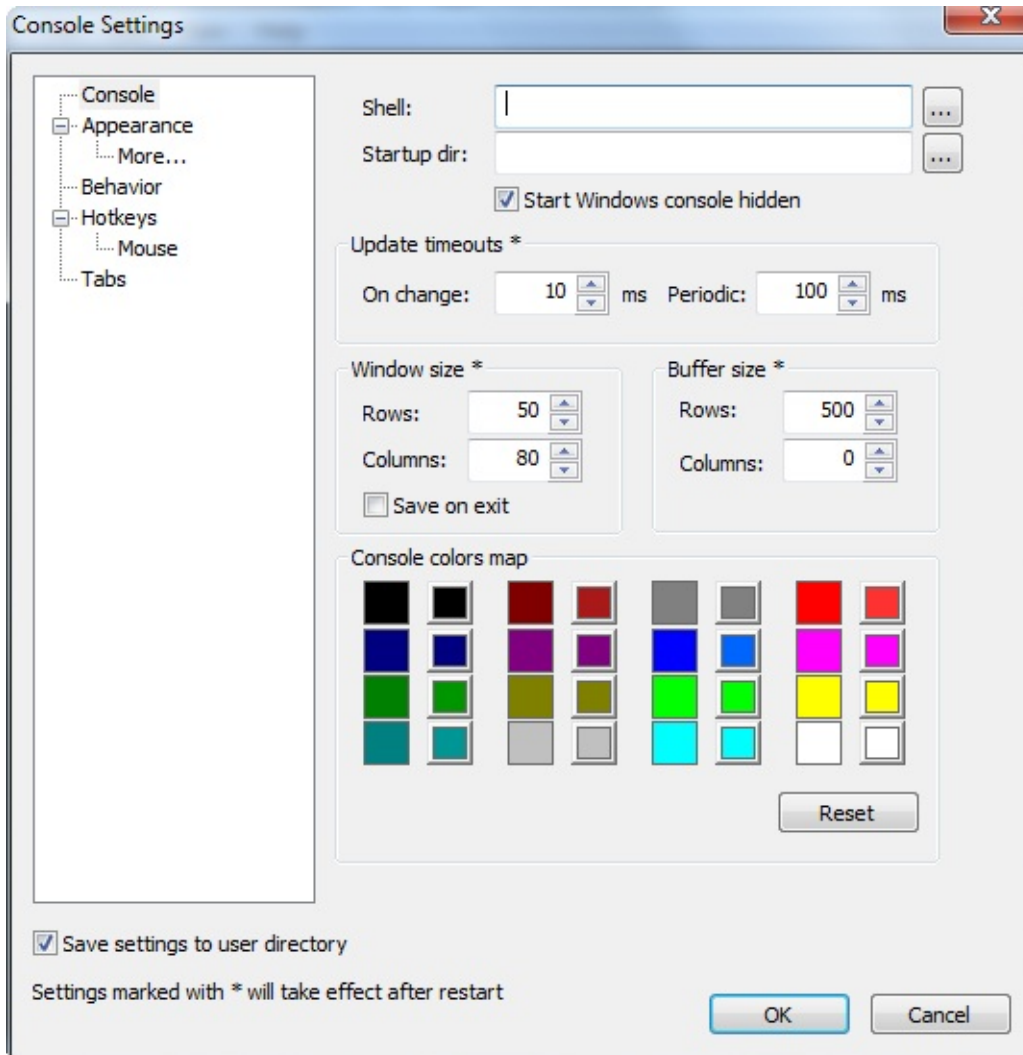 Console Settings
Console
Appearance
More...
Behavior
Hotkeys
Mouse
Tabs
Shell:
...
Startup dir:
...
Start Windows console hidden
Update timeouts *
On change: 10 ms Periodic: 100 ms
Window size *
Rows: 50
Columns: 80
Save on exit
Buffer size *
Rows: 500
Columns: 0
Console colors map
Reset
Save settings to user directory
Settings marked with * will take effect after restart
OK Cancel